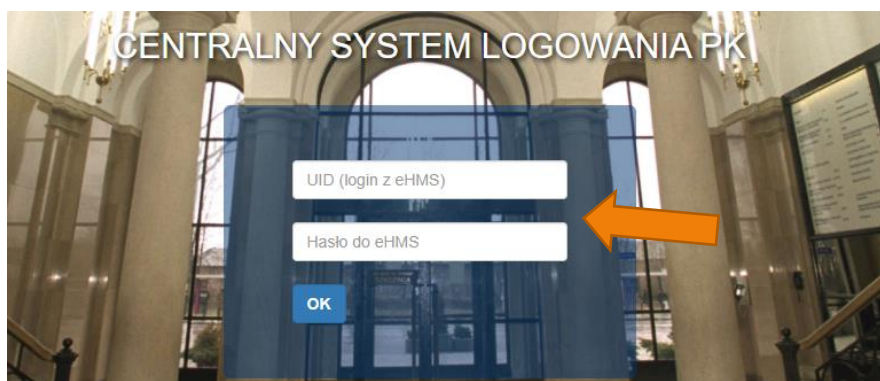 CENTRALNY SYSTEM LOGOWANIA PK
UID (login z eHMS)
Hasło do eHMS
OK